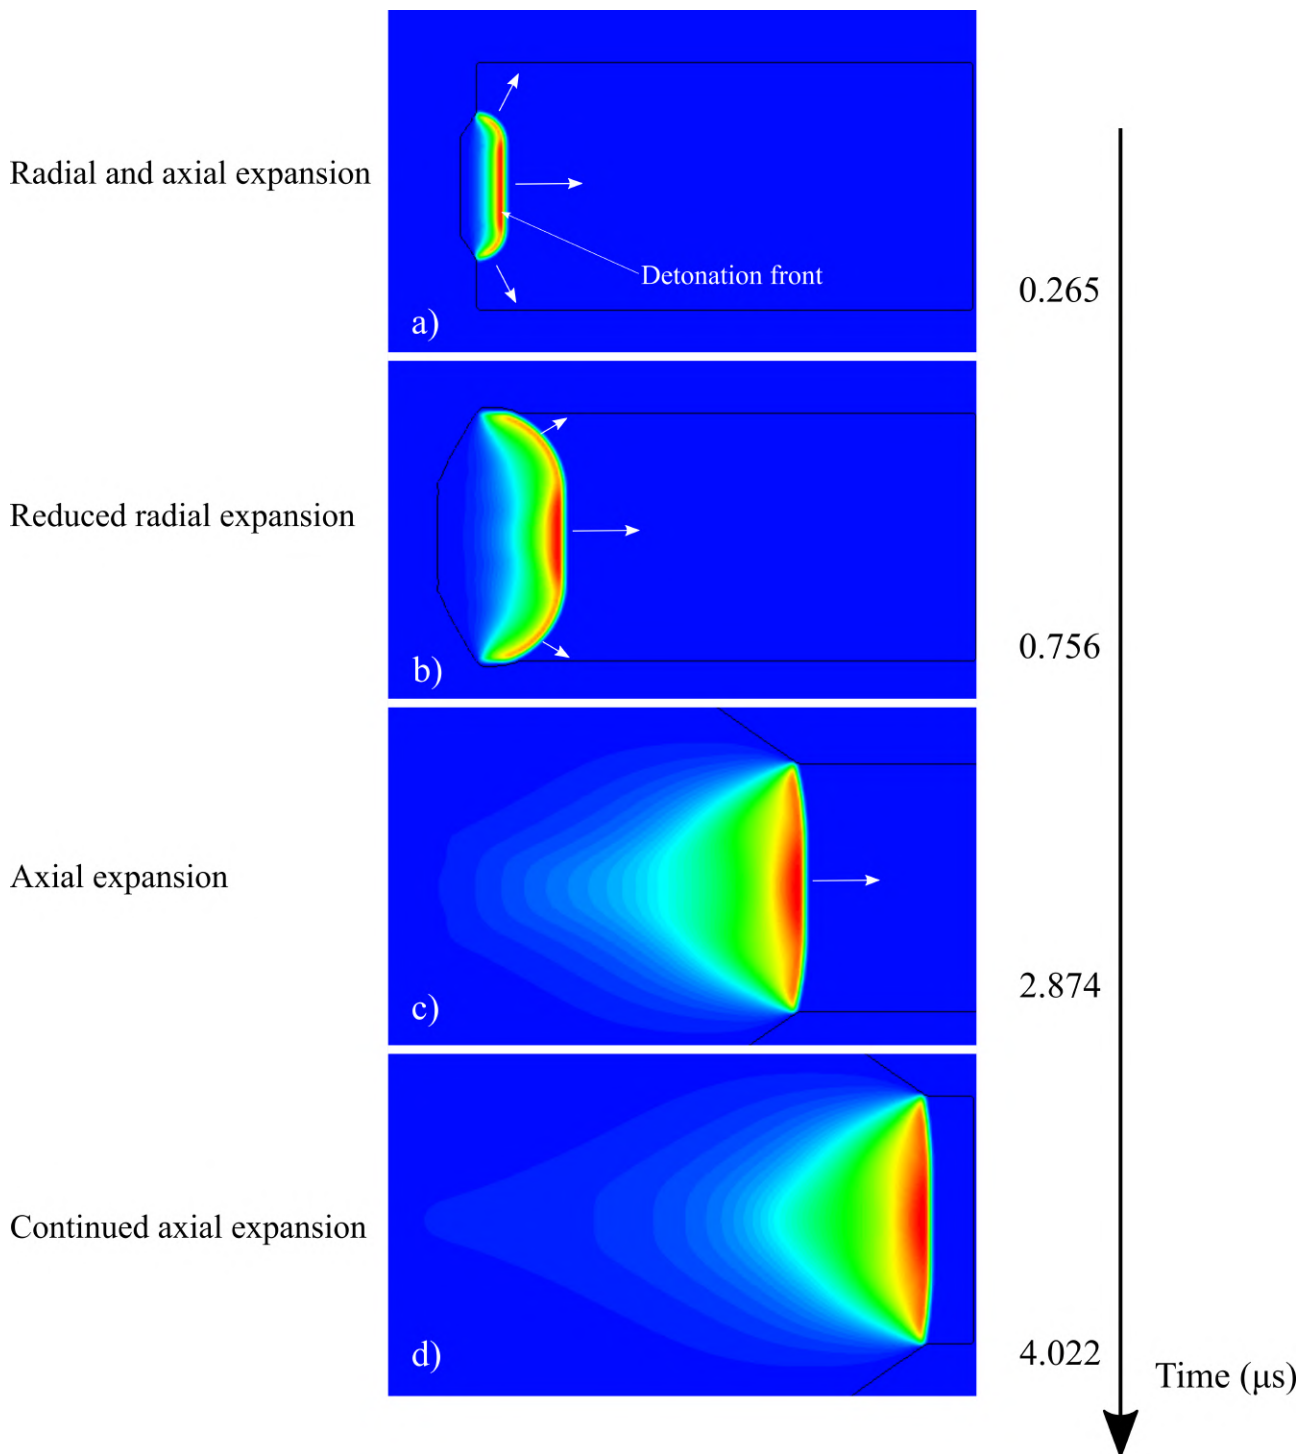 Radial and axial expansion
Detonation front
a)
0.265
Reduced radial expansion
b)
0.756
Axial expansion
c)
2.874
Continued axial expansion
d)
4.022
Time (μs)